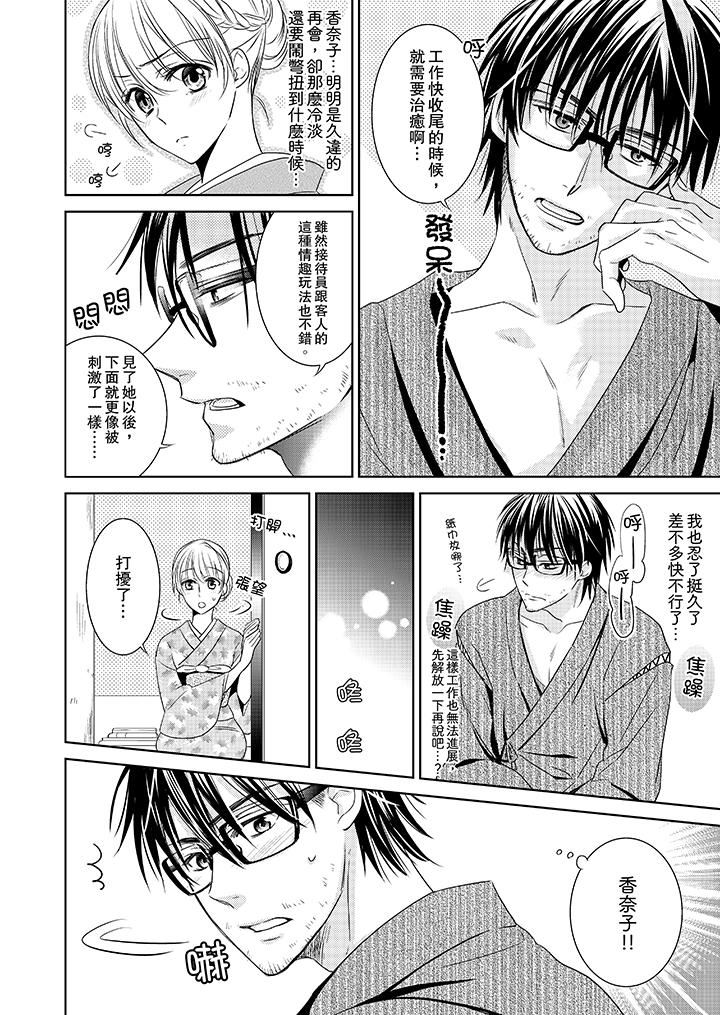 呼
工作快收尾的時候，
就需要治癒啊…
發呆……
香奈子…明明是久違的
再會，卻那麼冷淡
還要鬧彆扭到什麼時候…
哼
哼
雖然接待員跟客人的
這種情趣玩法也不錯。
悶悶
見了她以後，
下面就更像被
刺激了一樣……
我也忍了挺久了
差不多快不行了…
呼—
呼—
焦躁
焦躁
紙巾放哪了…
這樣工作也無法進展，
先解放一下再說吧…？
喀
喀
打開…
張望
打擾了…
香奈子!!
嚇